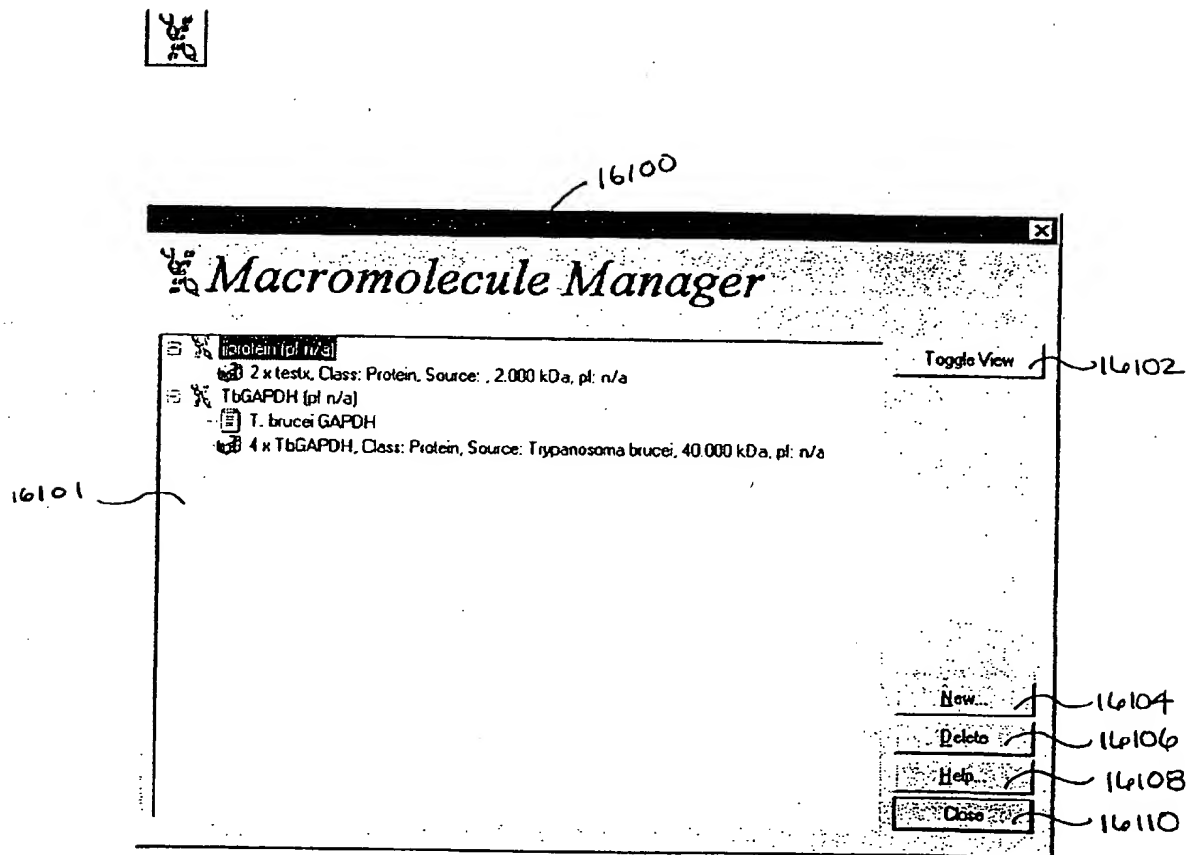 16100
Macromolecule Manager
(pI n/a)
2 x testx, Class: Protein, Source: , 2.000 kDa, pI: n/a
TbGAPDH (pI n/a)
T. brucei GAPDH
4 x TbGAPDH, Class: Protein, Source: Trypanosoma brucei, 40.000 kDa, pI: n/a
Toggle View
16102
16101
New...
16104
Delete
16106
Help...
16108
Close
16110